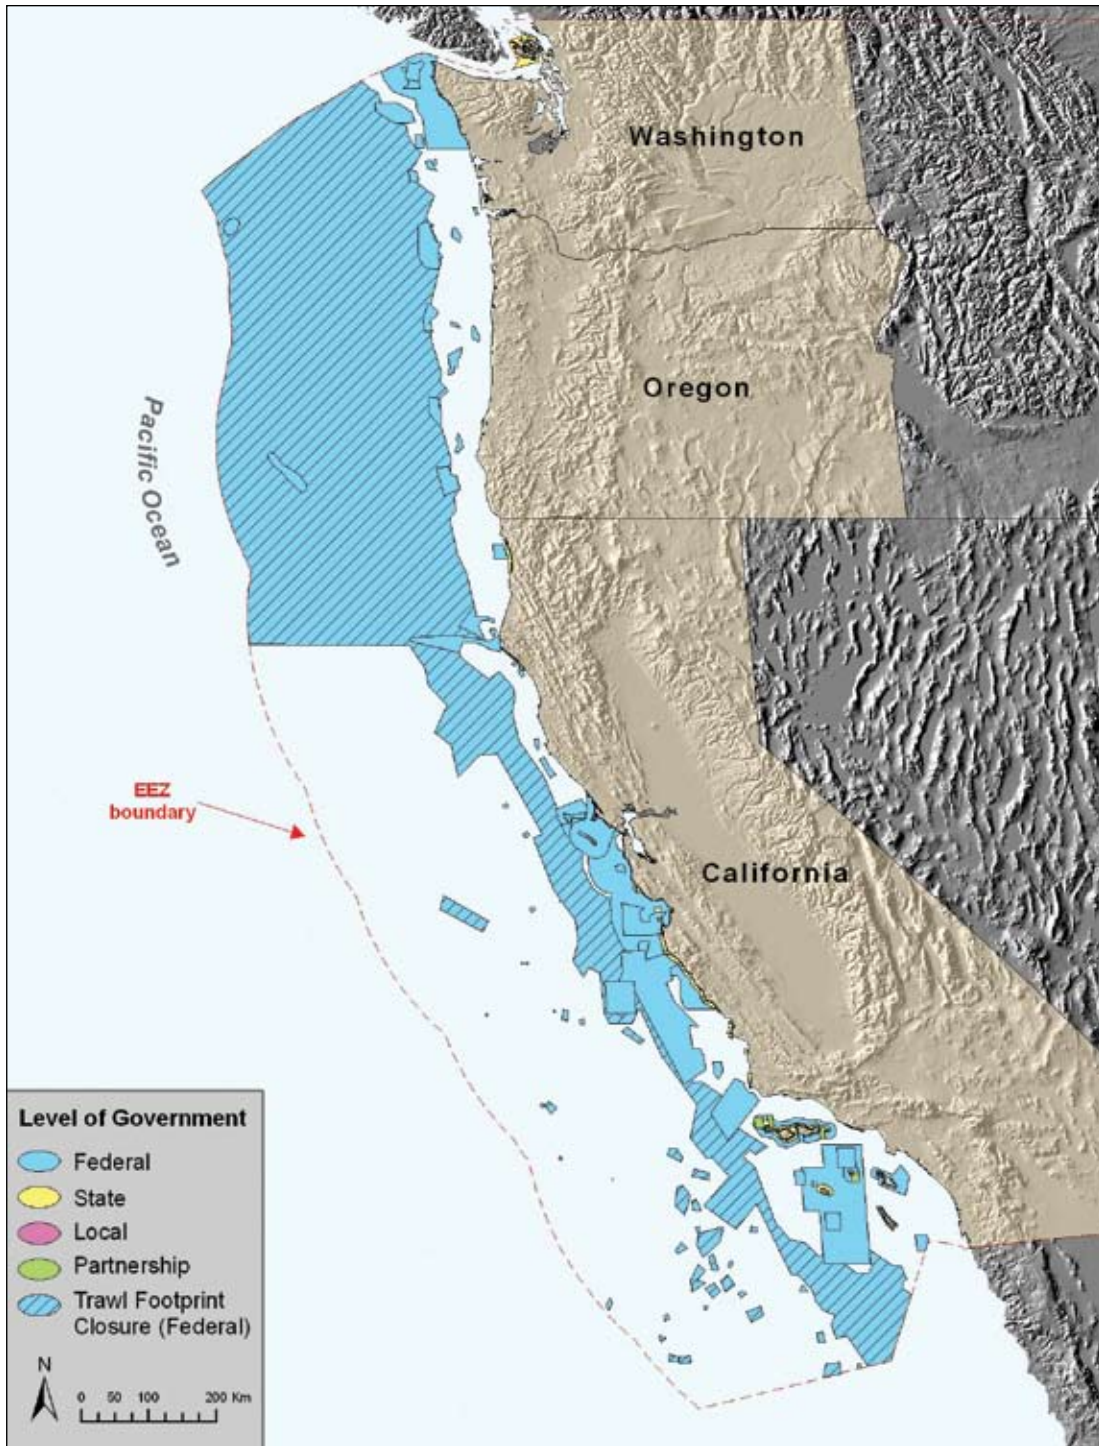 Washington
Oregon
Pacific Ocean
EEZ
boundary
California
Level of Government
Federal
State
Local
Partnership
Trawl Footprint
Closure (Federal)
N
0 50 100 200 Km